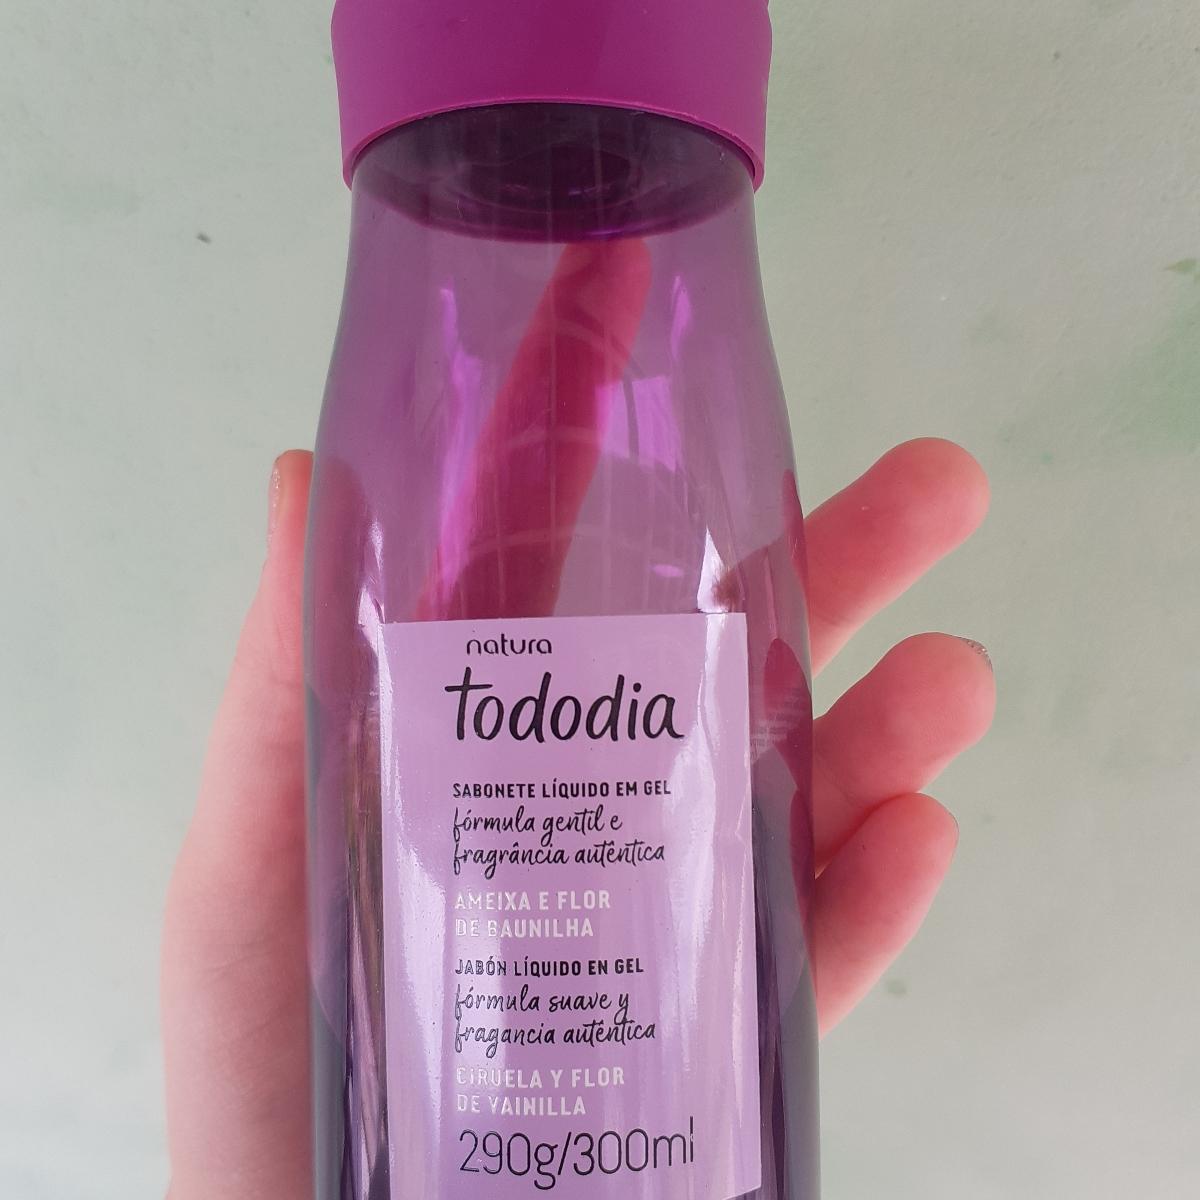 natura
tododia
SABONETE LÍQUIDO EM GEL
fórmula gentil e
fragrância autêntica
AMEIXA E FLOR
DE BAUNILHA
JABÓN LÍQUIDO EN GEL
fórmula suave y
fragancia auténtica
CIRUELA Y FLOR
DE VAINILLA
290g/300ml